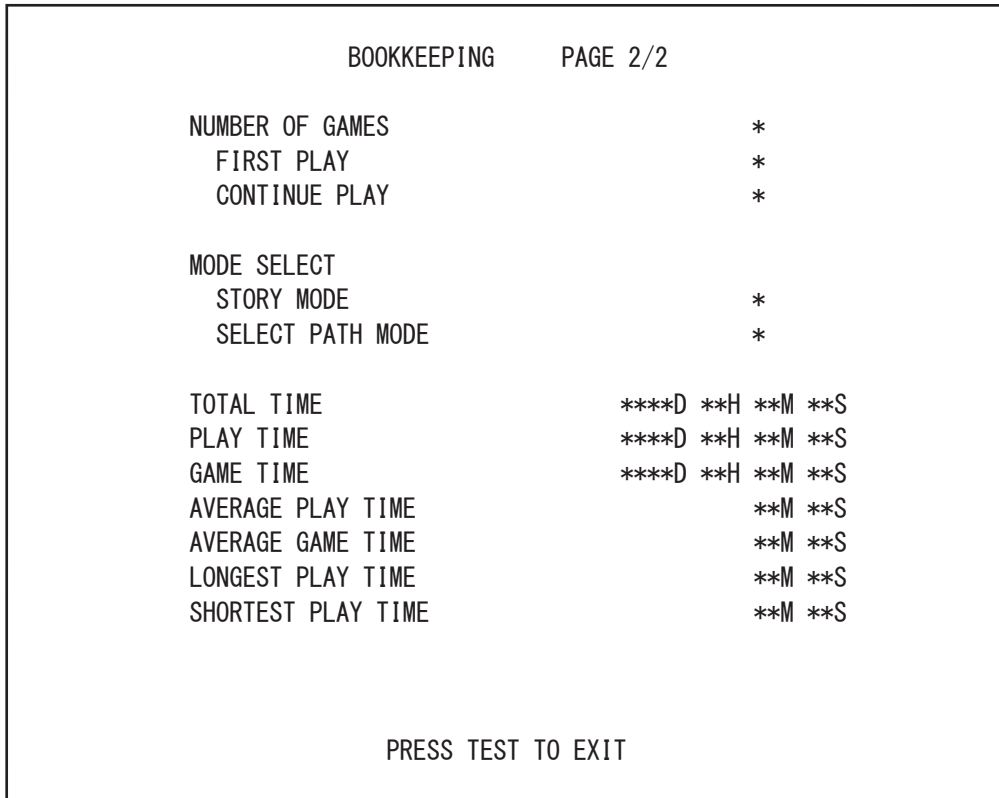 BOOKKEEPING PAGE 2/2
NUMBER OF GAMES *
FIRST PLAY *
CONTINUE PLAY *
MODE SELECT
STORY MODE *
SELECT PATH MODE *
TOTAL TIME ****D **H **M **S
PLAY TIME ****D **H **M **S
GAME TIME ****D **H **M **S
AVERAGE PLAY TIME **M **S
AVERAGE GAME TIME **M **S
LONGEST PLAY TIME **M **S
SHORTEST PLAY TIME **M **S
PRESS TEST TO EXIT